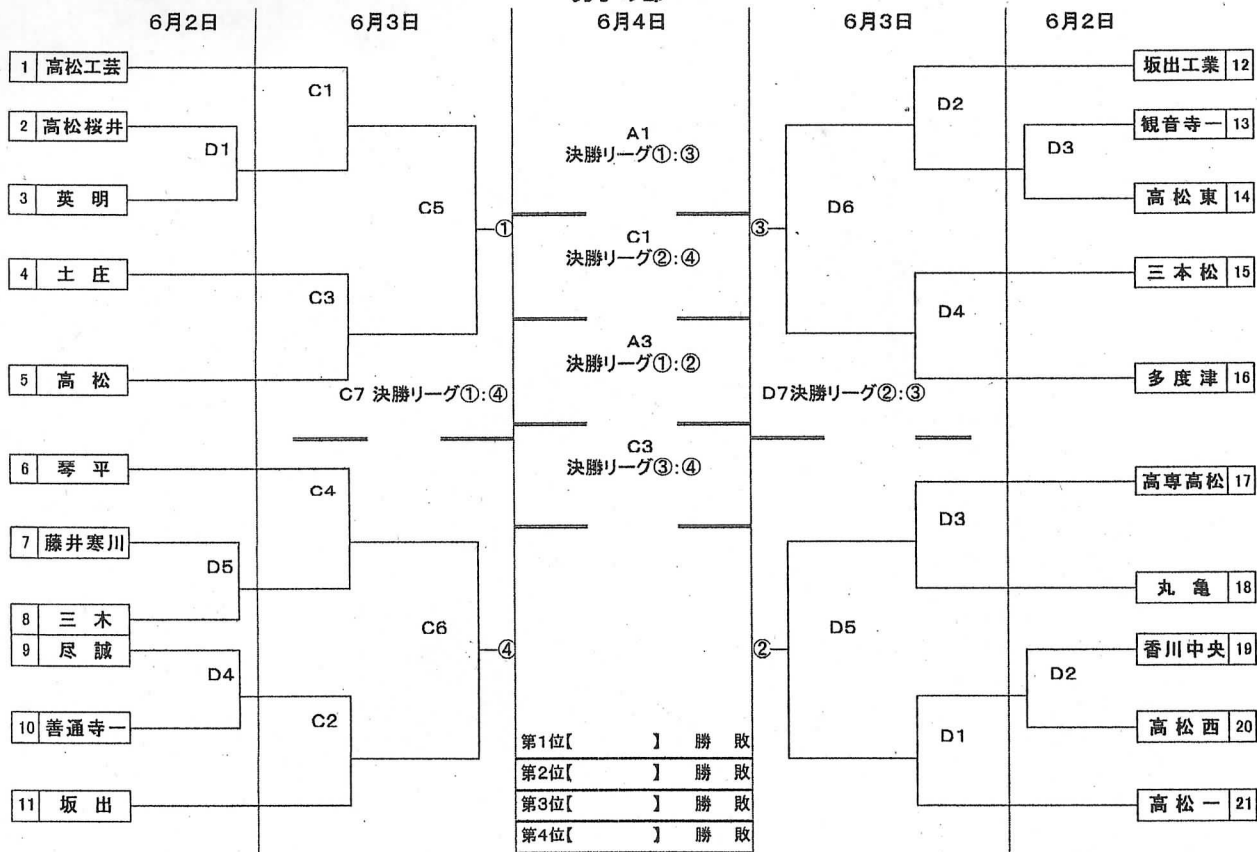 6月2日 6月3日 6月4日 6月3日 6月2日
1 高松工芸
2 高松桜井
3 英明
4 土庄
5 高松
6 琴平
7 藤井寒川
8 三木
9 尽誠
10 善通寺一
11 坂出
D1
D5
D4
C1
C3
C4
C2
C5
C6
①
④
C7 決勝リーグ①:④
A1
決勝リーグ①:③
C1
決勝リーグ②:④
A3
決勝リーグ①:②
C3
決勝リーグ③:④
第1位【 】 勝 敗
第2位【 】 勝 敗
第3位【 】 勝 敗
第4位【 】 勝 敗
③
②
D7決勝リーグ②:③
D6
D5
D2
D4
D3
D1
D3
D2
坂出工業 12
観音寺一 13
高松東 14
三本松 15
多度津 16
高専高松 17
丸亀 18
香川中央 19
高松西 20
高松一 21